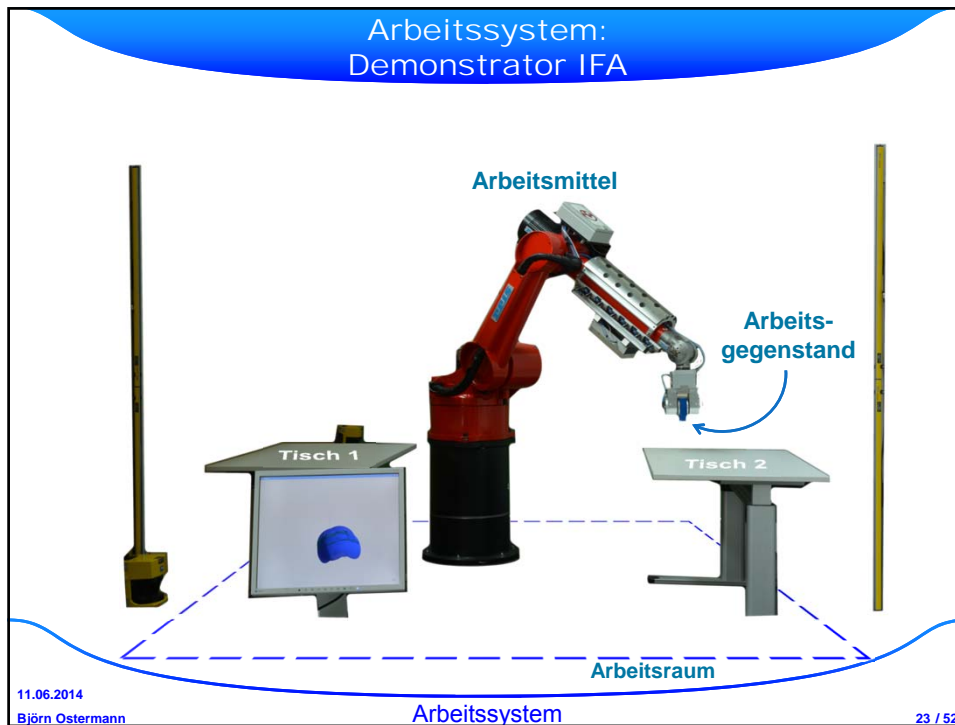 Arbeitssystem:
Demonstrator IFA
Arbeitsmittel
Arbeits-
gegenstand
Tisch 1
Tisch 2
Arbeitsraum
11.06.2014
Björn Ostermann
Arbeitssystem
23 / 52